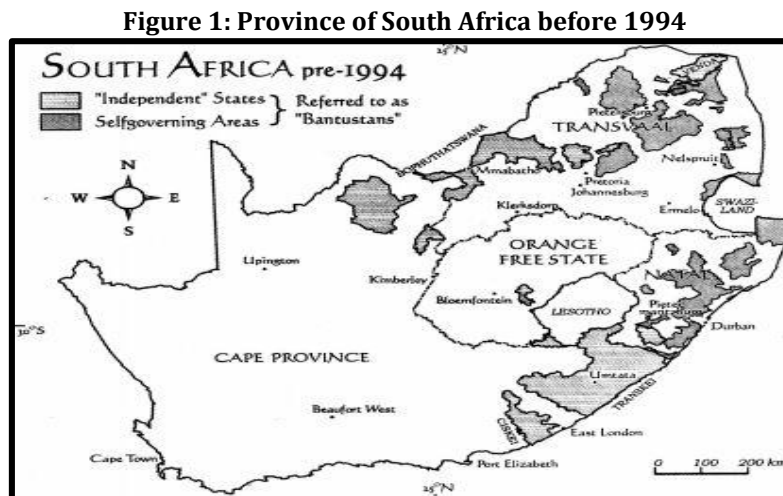 Figure 1: Province of South Africa before 1994
25°N
SOUTH AFRICA pre-1994
"Independent" States
Selfgoverning Areas
} Referred to as
"Bantustans"
N
W E
S
VENDA
Pietersburg
TRANSVAAL
BOPHUTHATSWANA
Mmabatho
Nelspruit
Pretoria
Johannesburg
Klerksdorp
Ermelo
SWAZI-
LAND
Upington
Kimberley
ORANGE
FREE STATE
NATAL
Bloemfontein
LESOTHO
Pieter
maritzburg
Durban
30°S
CAPE PROVINCE
Umtata
TRANSKEI
Beaufort West
CISKEI
East London
Cape Town
Port Elizabeth
25°N
0 100 200 km